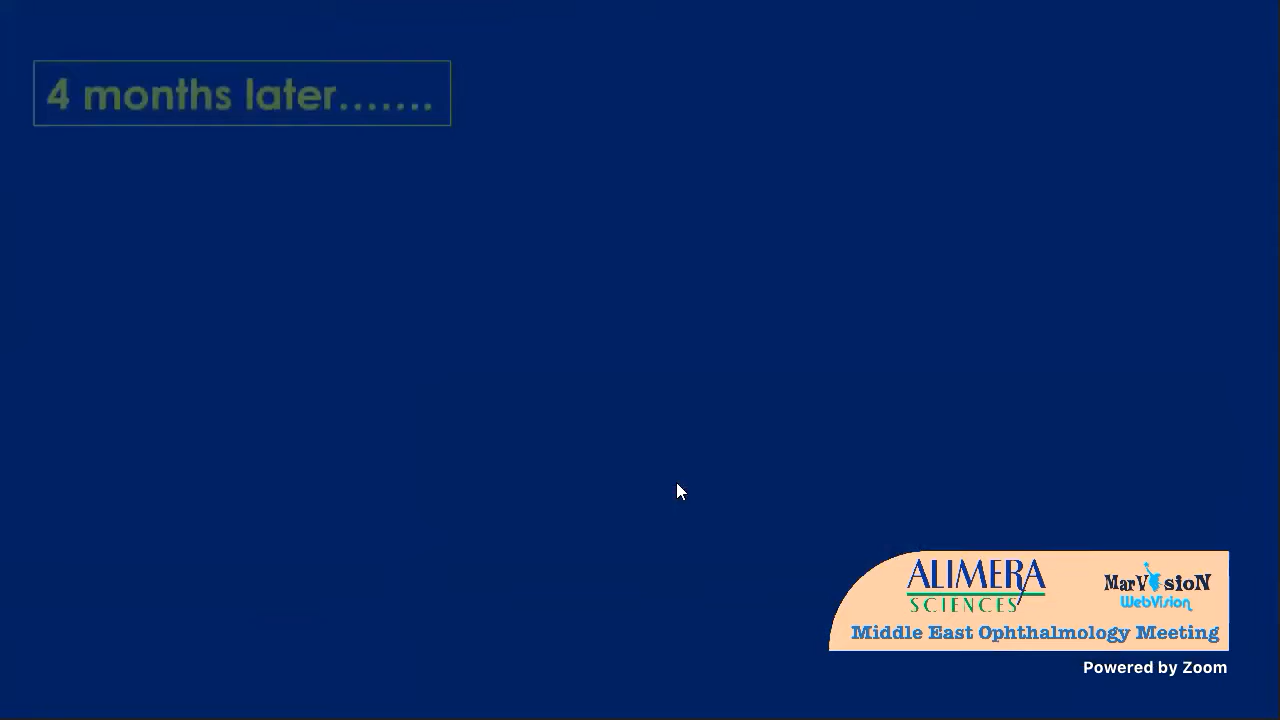 4 months later.......
ALIMERA
SCIENCES
MarVisioN
WebVision
Middle East Ophthalmology Meeting
Powered by Zoom